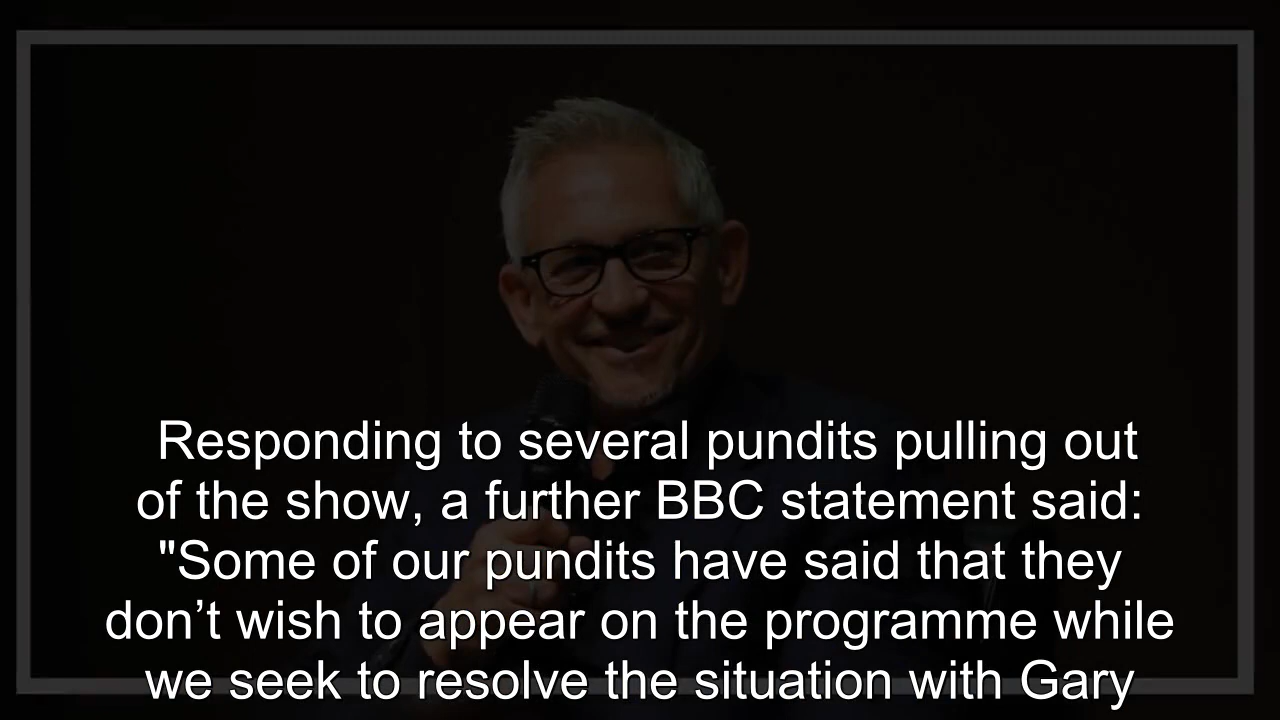 Responding to several pundits pulling out
of the show, a further BBC statement said:
"Some of our pundits have said that they
don’t wish to appear on the programme while
we seek to resolve the situation with Gary